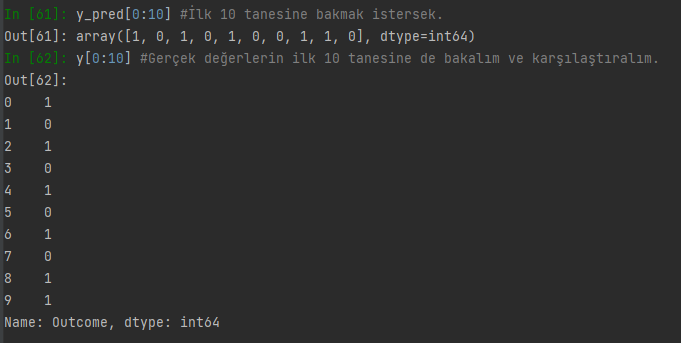 In [61]: y_pred[0:10] #İlk 10 tanesine bakmak istersek.
Out[61]: array([1, 0, 1, 0, 1, 0, 0, 1, 1, 0], dtype=int64)
In [62]: y[0:10] #Gerçek değerlerin ilk 10 tanesine de bakalım ve karşılaştıralım.
Out[62]:
0    1
1    0
2    1
3    0
4    1
5    0
6    1
7    0
8    1
9    1
Name: Outcome, dtype: int64